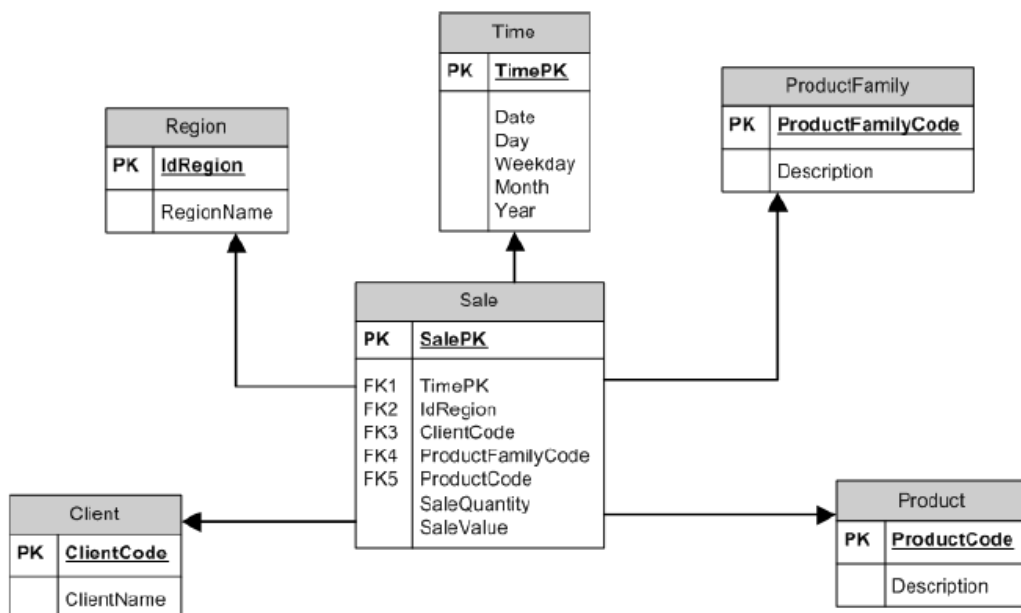 Time
PK TimePK
Date
Day
Weekday
Month
Year
ProductFamily
PK ProductFamilyCode
Description
Region
PK IdRegion
RegionName
Sale
PK SalePK
FK1 TimePK
FK2 IdRegion
FK3 ClientCode
FK4 ProductFamilyCode
FK5 ProductCode
SaleQuantity
SaleValue
Client
PK ClientCode
ClientName
Product
PK ProductCode
Description